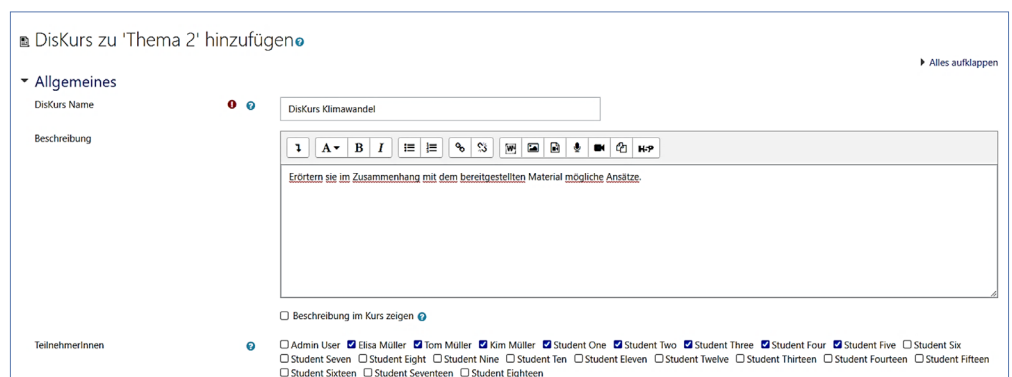 DisKurs zu 'Thema 2' hinzufügen
Alles aufklappen
Allgemeines
DisKurs Name
DisKurs Klimawandel
Beschreibung
A B I H-P
Erörtern sie im Zusammenhang mit dem bereitgestellten Material mögliche Ansätze.
Beschreibung im Kurs zeigen
TeilnehmerInnen
Admin User Elisa Müller Tom Müller Kim Müller Student One Student Two Student Three Student Four Student Five Student Six
Student Seven Student Eight Student Nine Student Ten Student Eleven Student Twelve Student Thirteen Student Fourteen Student Fifteen
Student Sixteen Student Seventeen Student Eighteen